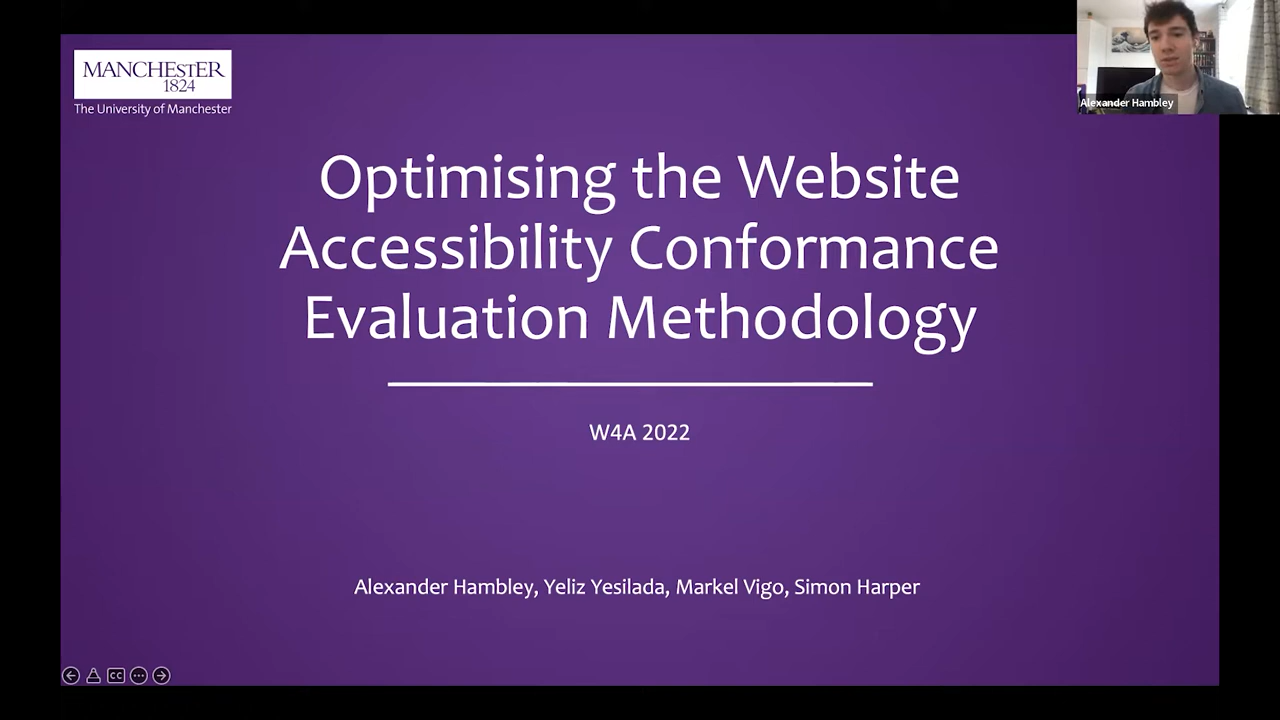 MANCHESTER
1824
The University of Manchester
Alexander Hambley
Optimising the Website
Accessibility Conformance
Evaluation Methodology
W4A 2022
Alexander Hambley, Yeliz Yesilada, Markel Vigo, Simon Harper
CC